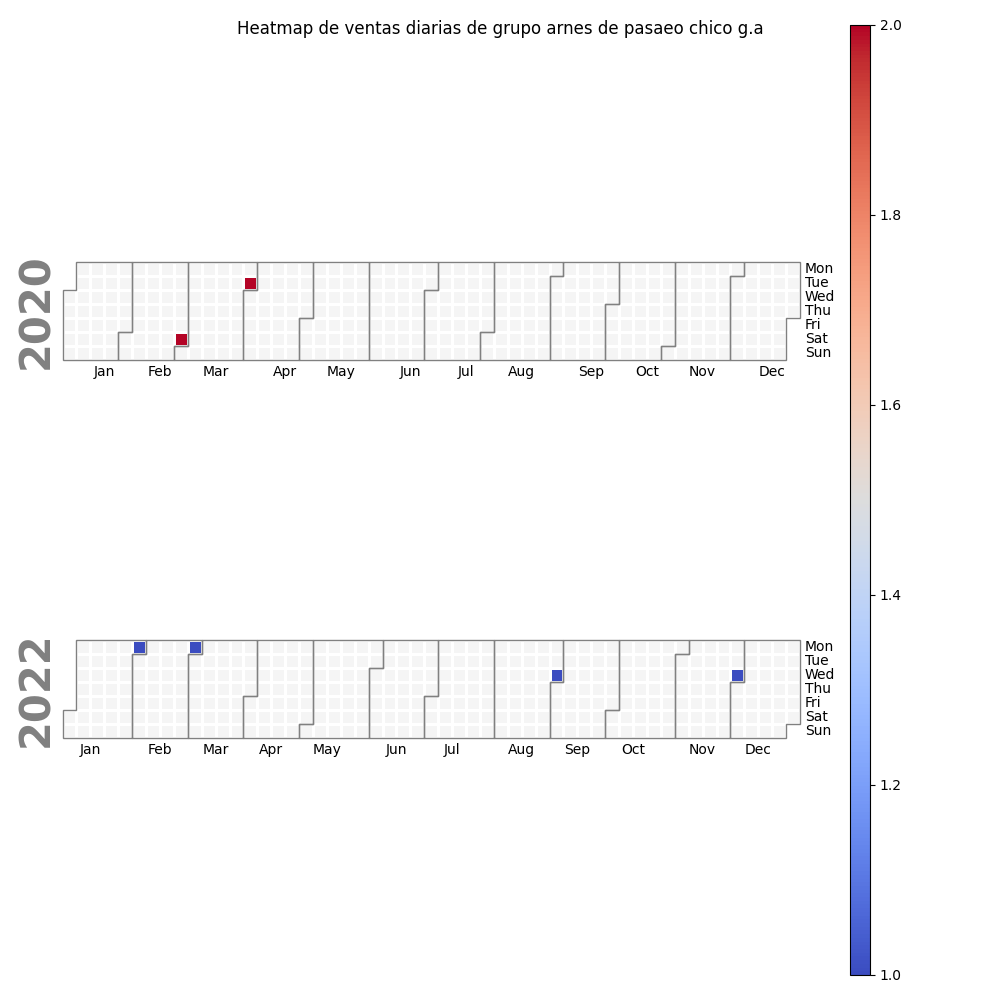 Heatmap de ventas diarias de grupo arnes de pasaeo chico g.a
2.0
1.8
1.6
1.4
1.2
1.0
2020
Mon
Tue
Wed
Thu
Fri
Sat
Sun
Jan Feb Mar Apr May Jun Jul Aug Sep Oct Nov Dec
2022
Mon
Tue
Wed
Thu
Fri
Sat
Sun
Jan Feb Mar Apr May Jun Jul Aug Sep Oct Nov Dec